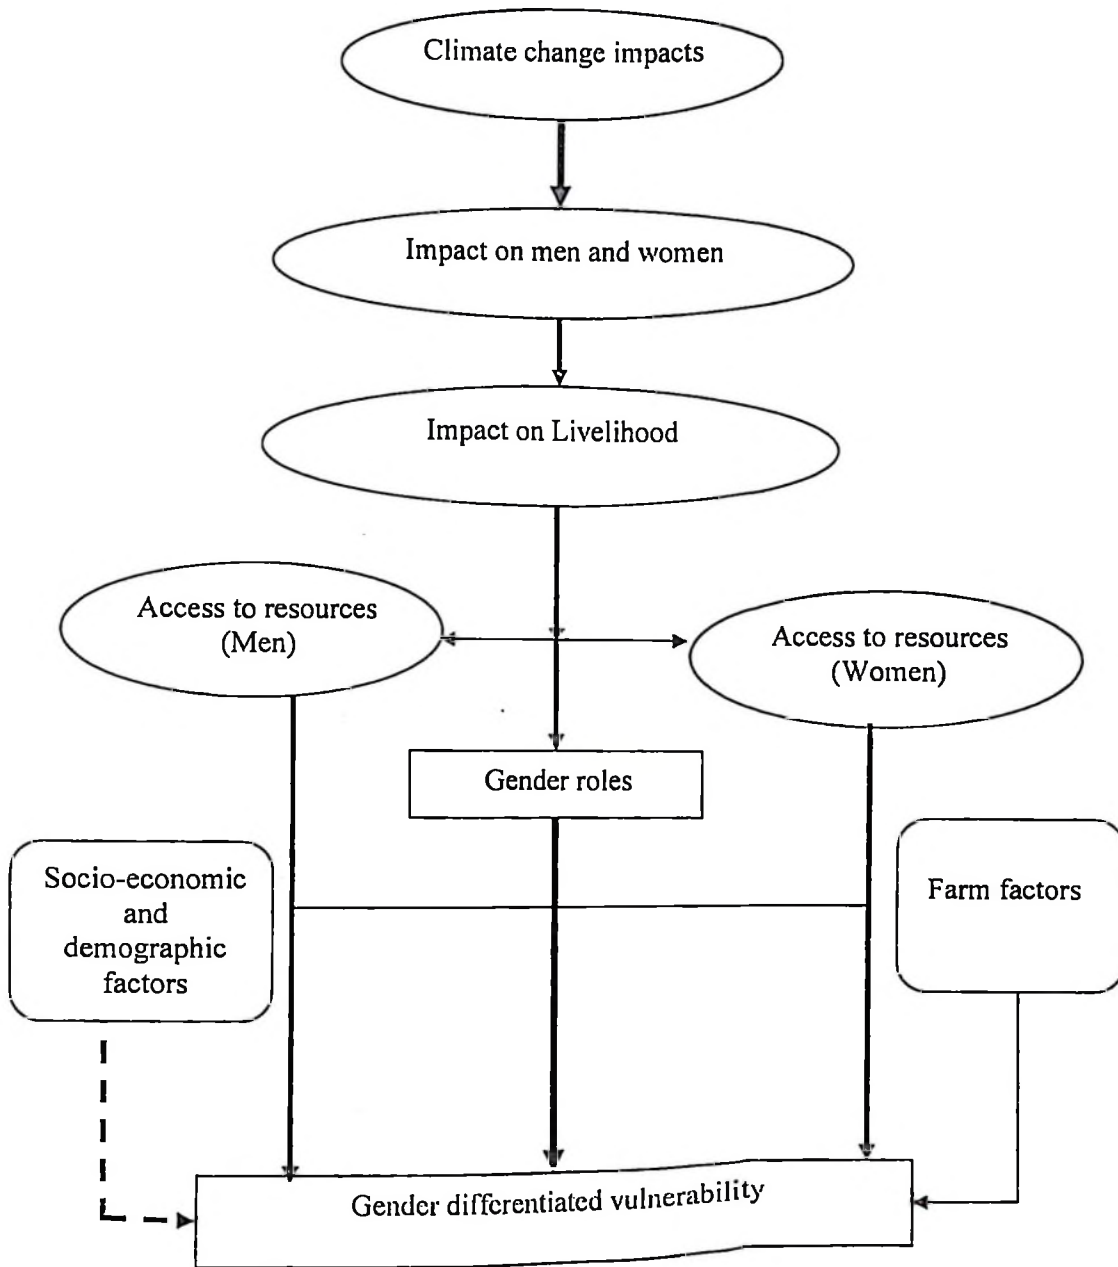 Climate change impacts
Impact on men and women
Impact on Livelihood
Access to resources
(Men)
Access to resources
(Women)
Gender roles
Socio-economic
and
demographic
factors
Farm factors
Gender differentiated vulnerability